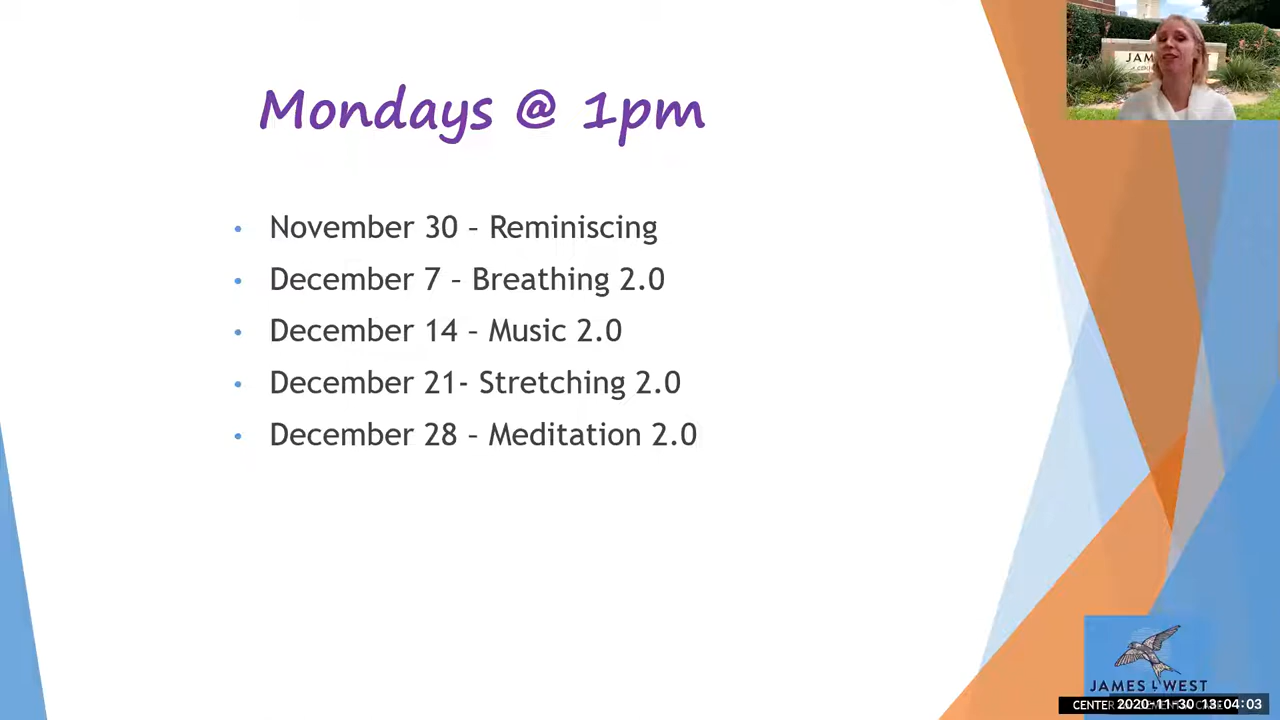 Mondays @ 1pm
• November 30 – Reminiscing
• December 7 – Breathing 2.0
• December 14 – Music 2.0
• December 21- Stretching 2.0
• December 28 – Meditation 2.0
JAMES L WEST
CENTER
2020-11-30 13:04:03